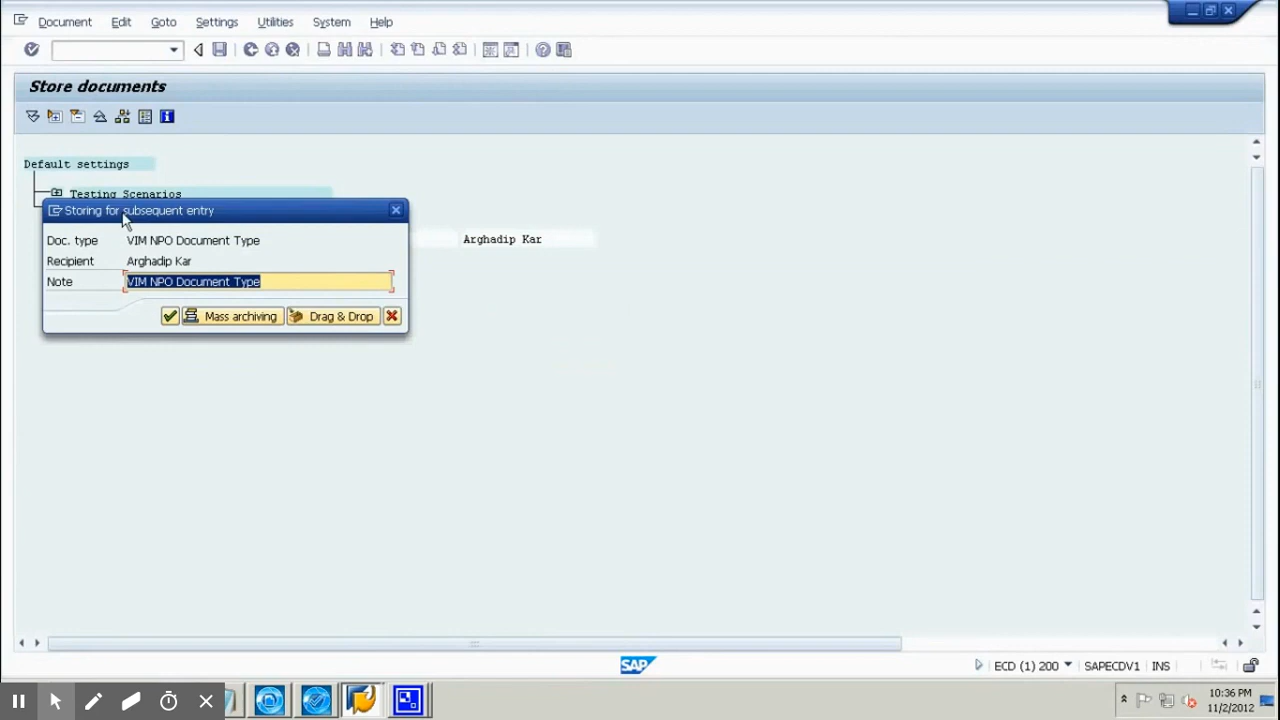 Document Edit Goto Settings Utilities System Help
Store documents
Default settings
Testing Scenarios
Storing for subsequent entry
Doc. type VIM NPO Document Type
Arghadip Kar
Recipient Arghadip Kar
Note VIM NPO Document Type
Mass archiving Drag & Drop
SAP ECD (1) 200 SAPECDV1 INS
10:36 PM
11/2/2012